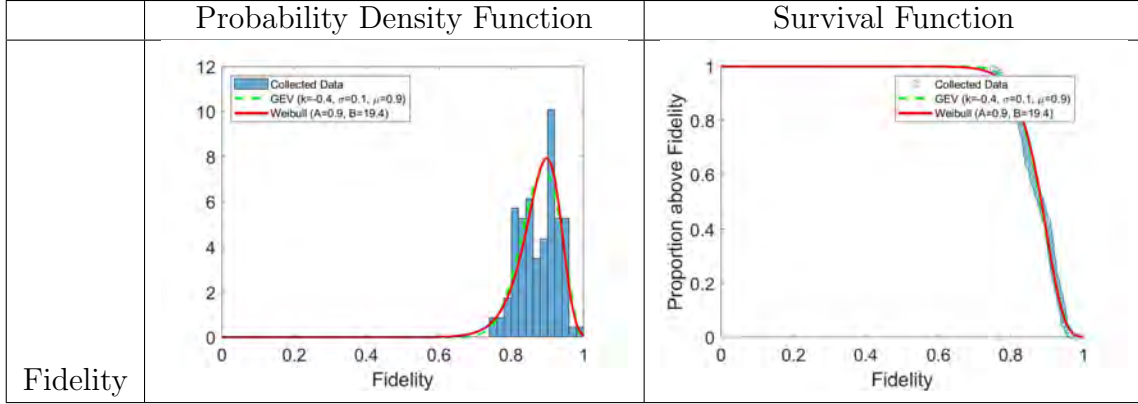 Probability Density Function
Survival Function
Fidelity
12
10
8
6
4
2
0
0
0.2
0.4
0.6
0.8
1
Fidelity
Collected Data
GEV (k=-0.4, σ=0.1, μ=0.9)
Weibull (A=0.9, B=19.4)
Proportion above Fidelity
1
0.8
0.6
0.4
0.2
0
0
0.2
0.4
0.6
0.8
1
Fidelity
Collected Data
GEV (k=-0.4, σ=0.1, μ=0.9)
Weibull (A=0.9, B=19.4)